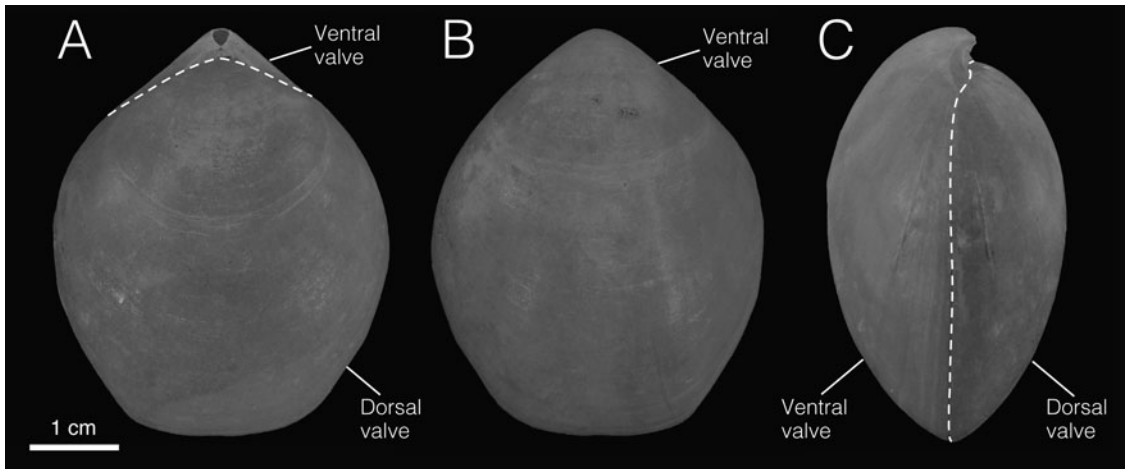 A
Ventral
valve
B
Ventral
valve
C
Dorsal
valve
Ventral
valve
Dorsal
valve
1 cm